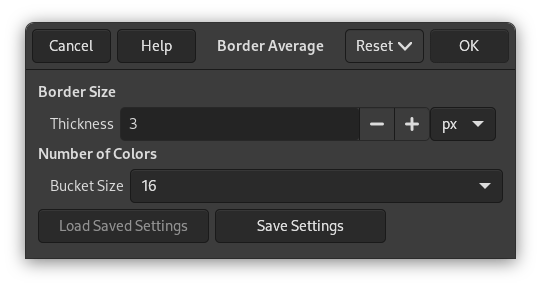 Cancel Help Border Average Reset OK
Border Size
Thickness 3 px
Number of Colors
Bucket Size 16
Load Saved Settings Save Settings